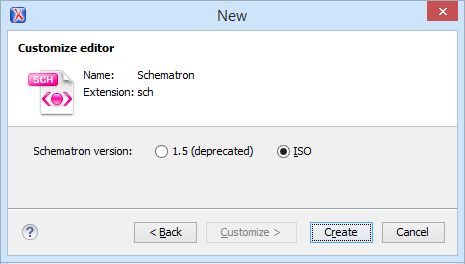 New
Customize editor
SCH
Name: Schematron
Extension: sch
Schematron version: 1.5 (deprecated) ISO
? < Back Customize > Create Cancel